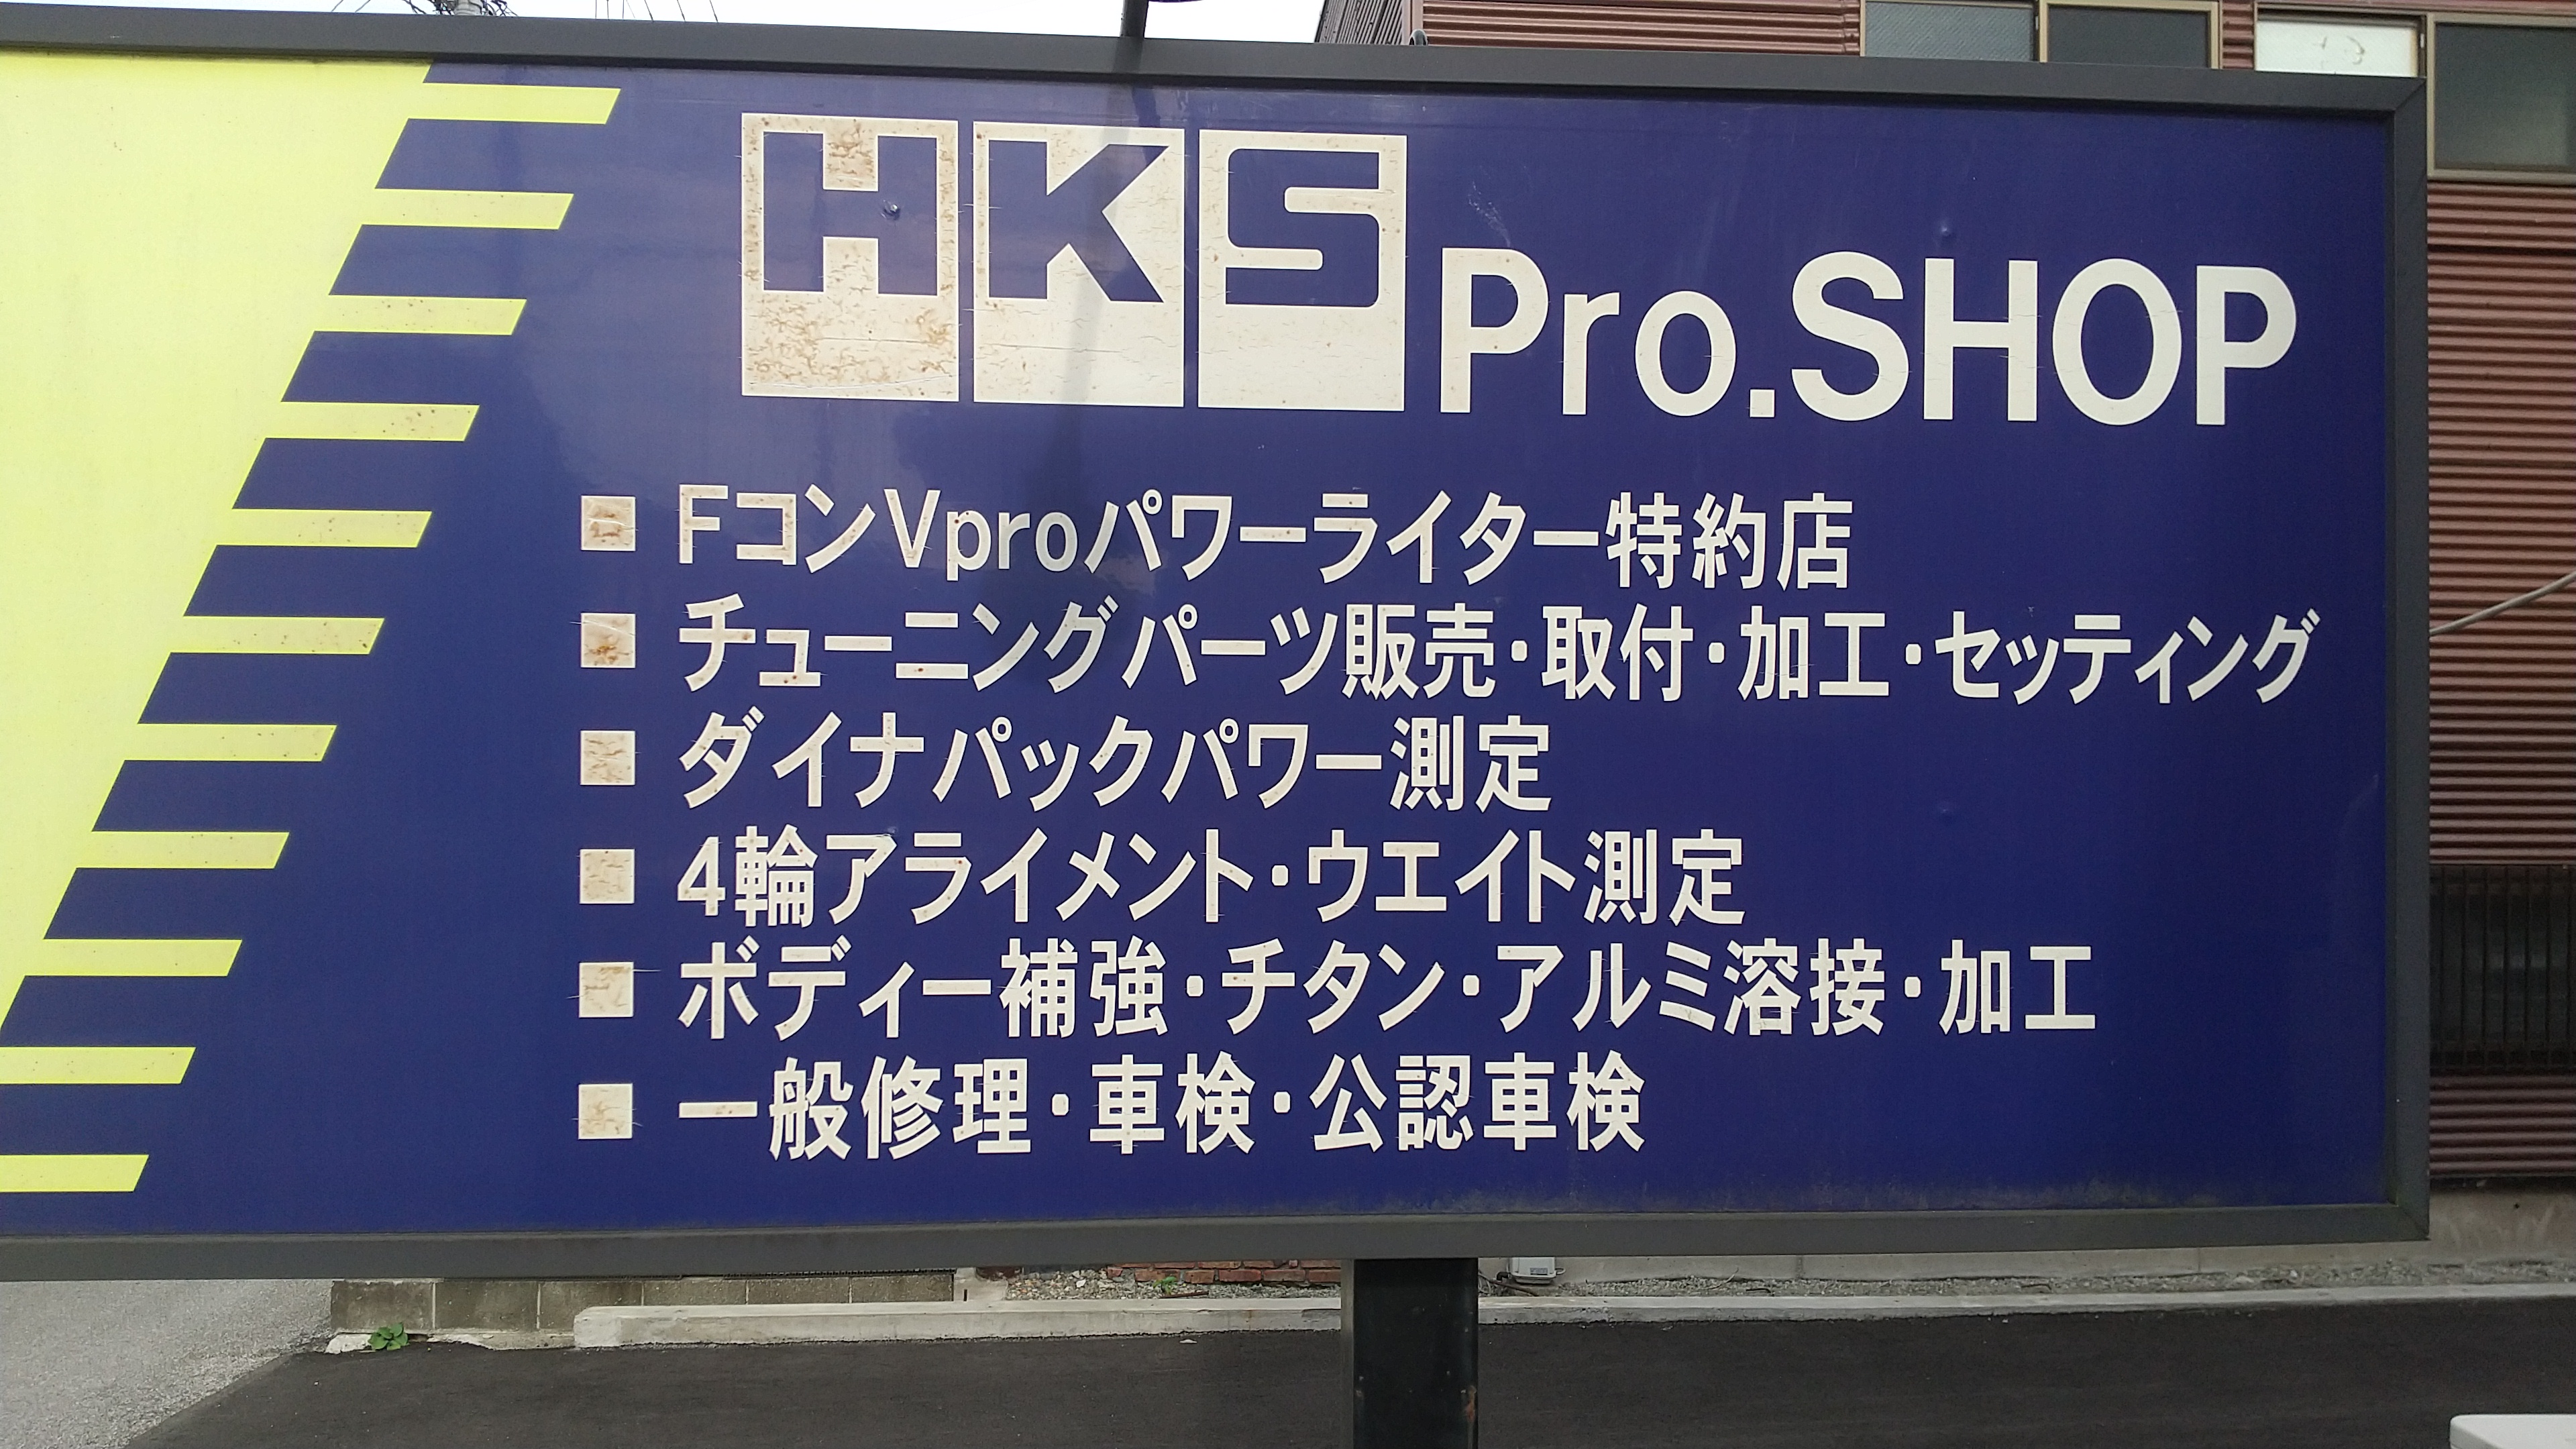 HKS Pro.SHOP
■ FコンVproパワーライター特約店
■ チューニングパーツ販売・取付・加工・セッティング
■ ダイナパックパワー測定
■ 4輪アライメント・ウエイト測定
■ ボディー補強・チタン・アルミ溶接・加工
■ 一般修理・車検・公認車検